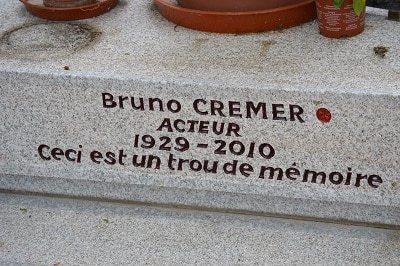 Bruno CREMER
ACTEUR
1929-2010
Ceci est un trou de mémoire